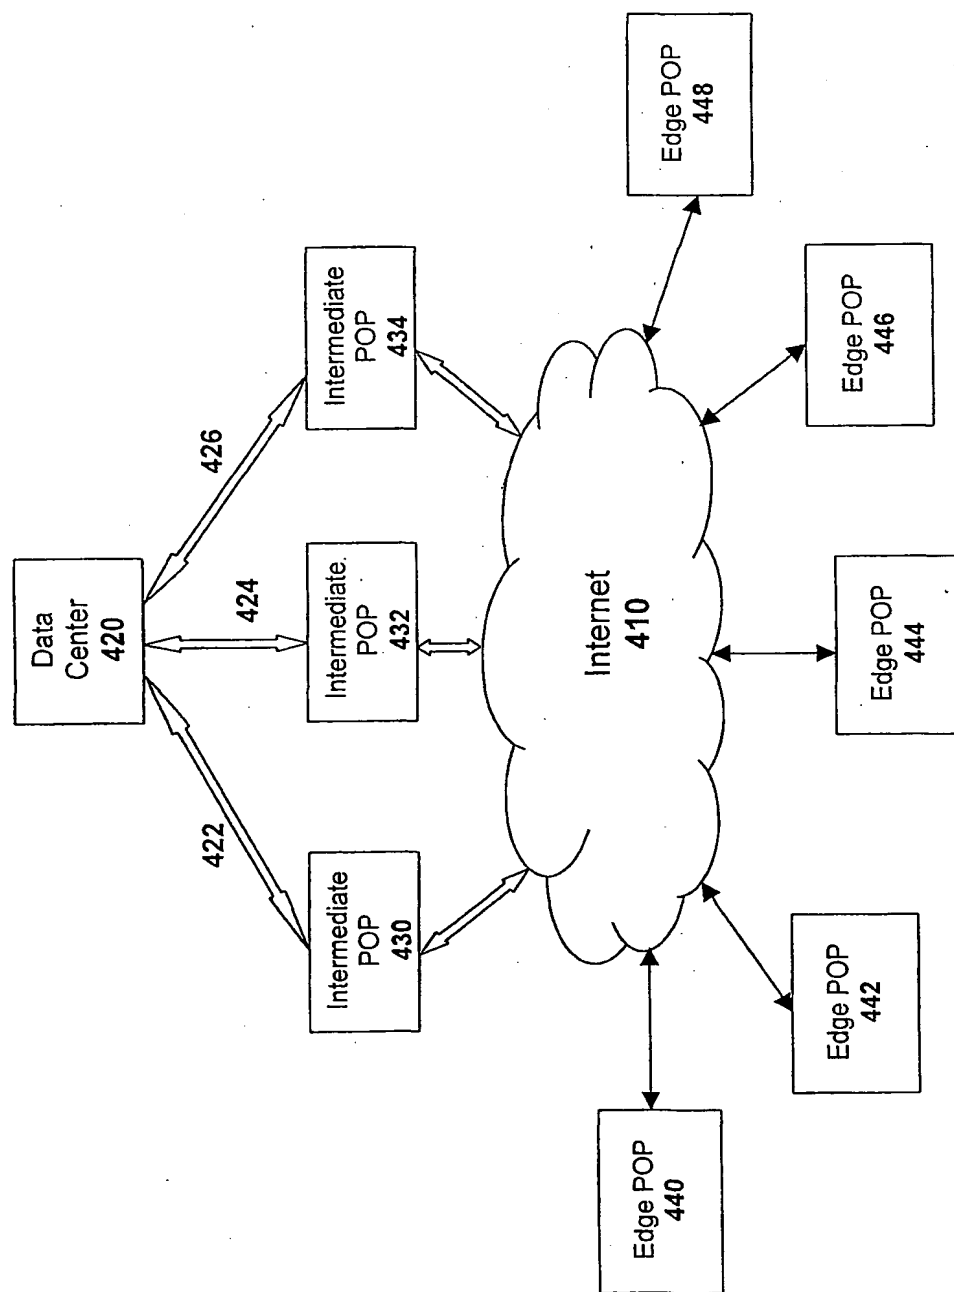 Data
Center
420
422
424
426
Intermediate
POP
430
Intermediate.
POP
432
Intermediate
POP
434
Internet
410
Edge POP
440
Edge POP
442
Edge POP
444
Edge POP
446
Edge POP
448